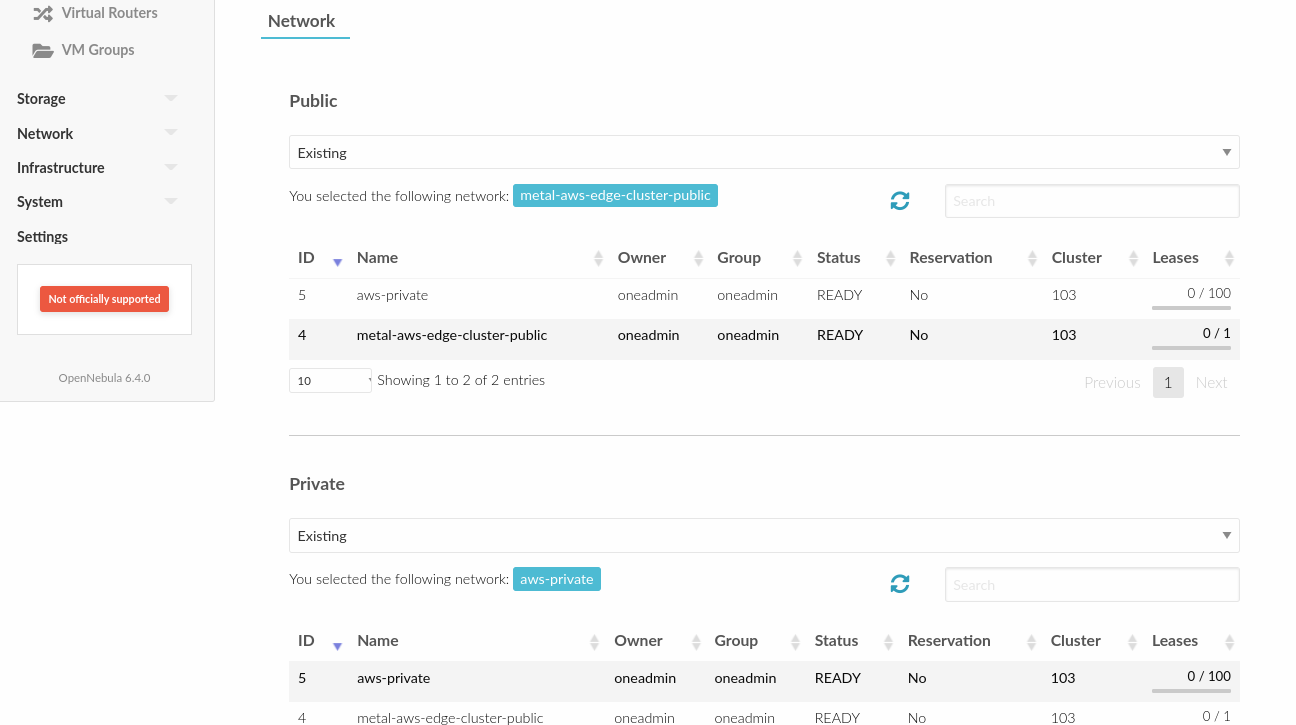 Virtual Routers
VM Groups
Storage
Network
Infrastructure
System
Settings
Not officially supported
OpenNebula 6.4.0
Network
Public
Existing
You selected the following network: metal-aws-edge-cluster-public
Search
ID Name Owner Group Status Reservation Cluster Leases
5 aws-private oneadmin oneadmin READY No 103 0 / 100
4 metal-aws-edge-cluster-public oneadmin oneadmin READY No 103 0 / 1
10 Showing 1 to 2 of 2 entries Previous 1 Next
Private
Existing
You selected the following network: aws-private
Search
ID Name Owner Group Status Reservation Cluster Leases
5 aws-private oneadmin oneadmin READY No 103 0 / 100
4 metal-aws-edge-cluster-public oneadmin oneadmin READY No 103 0 / 1